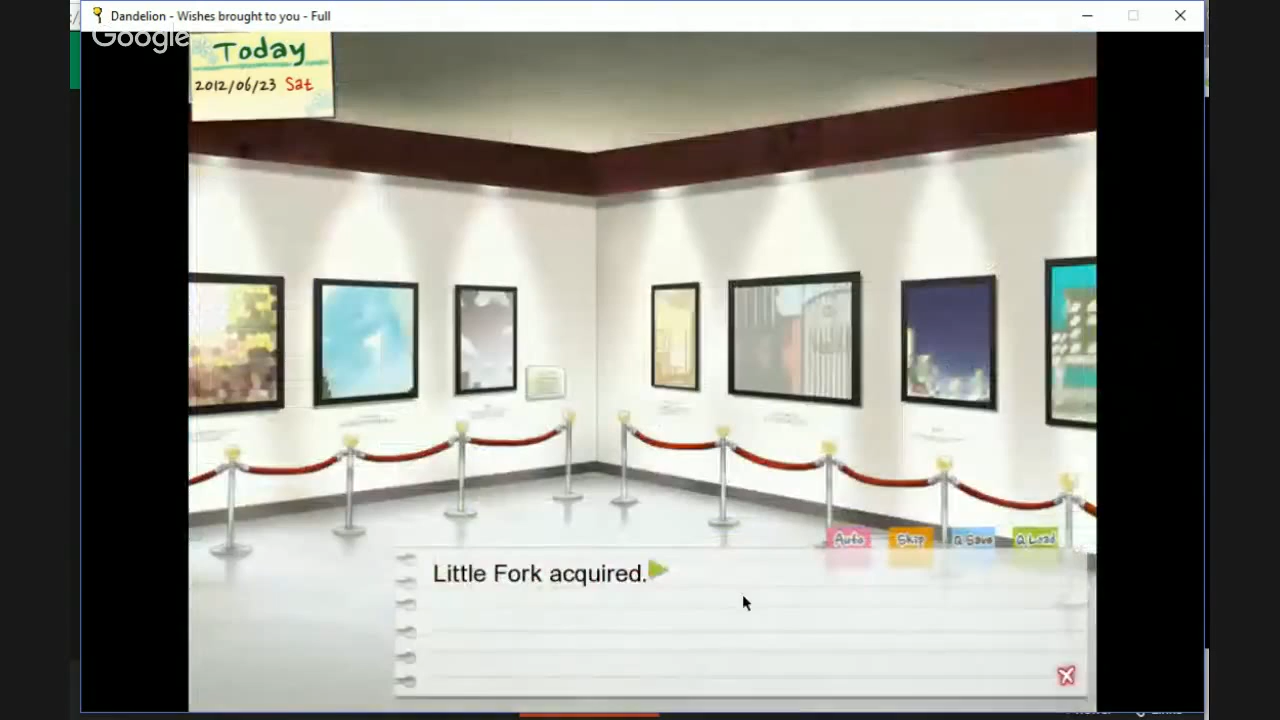 Dandelion - Wishes brought to you - Full
Google
Today
2012/06/23 Sat
Auto
Skip
Q.Save
Q.Load
Little Fork acquired.